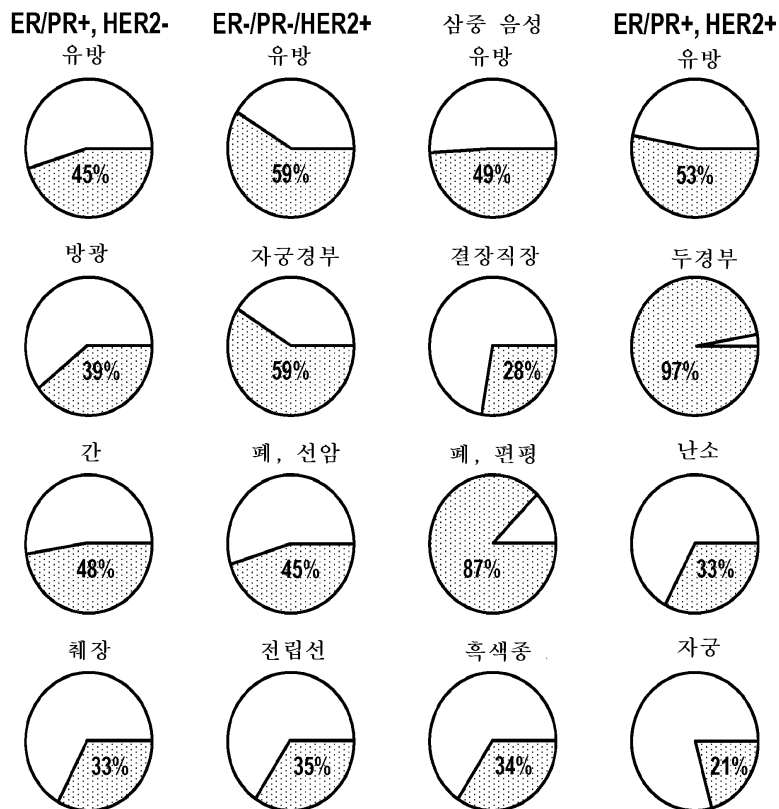 ER/PR+, HER2-
유방
45%
ER-/PR-/HER2+
유방
59%
삼중 음성
유방
49%
ER/PR+, HER2+
유방
53%
방광
39%
자궁경부
59%
결장직장
28%
두경부
97%
간
48%
폐, 선암
45%
폐, 편평
87%
난소
33%
췌장
33%
전립선
35%
흑색종
34%
자궁
21%